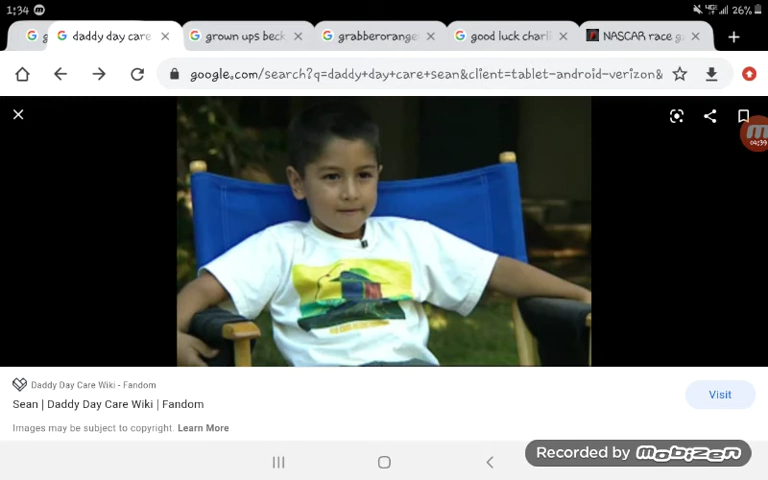 1:34 26%
g daddy day care grown ups beck grabberorange good luck charli NASCAR race g
google.com/search?q=daddy+day+care+sean&client=tablet-android-verizon&
04:39
Daddy Day Care Wiki - Fandom
Sean | Daddy Day Care Wiki | Fandom
Visit
Images may be subject to copyright. Learn More
Recorded by mobizen